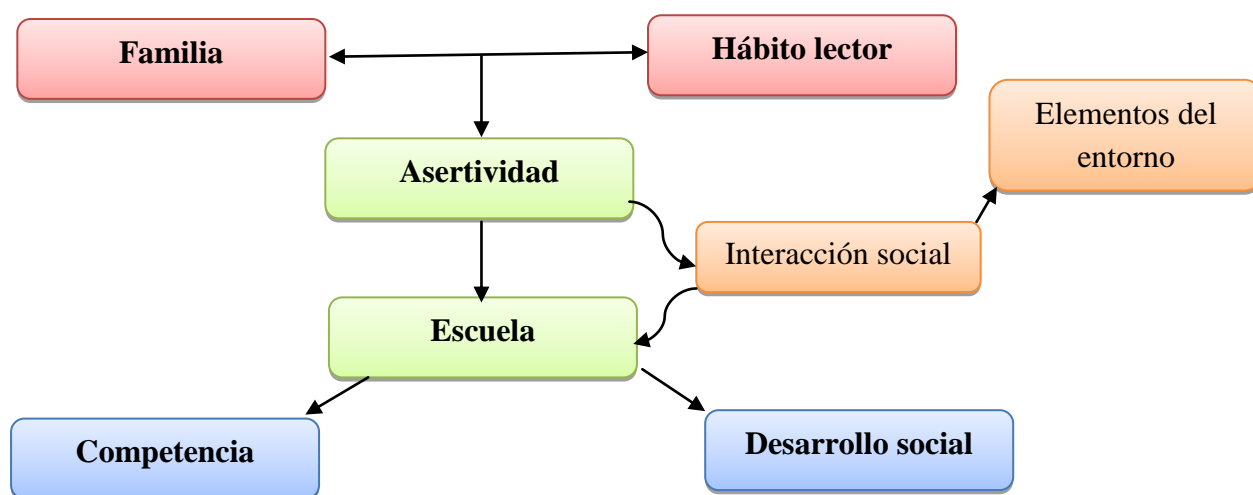 Familia
Hábito lector
Elementos del
entorno
Asertividad
Interacción social
Escuela
Competencia
Desarrollo social